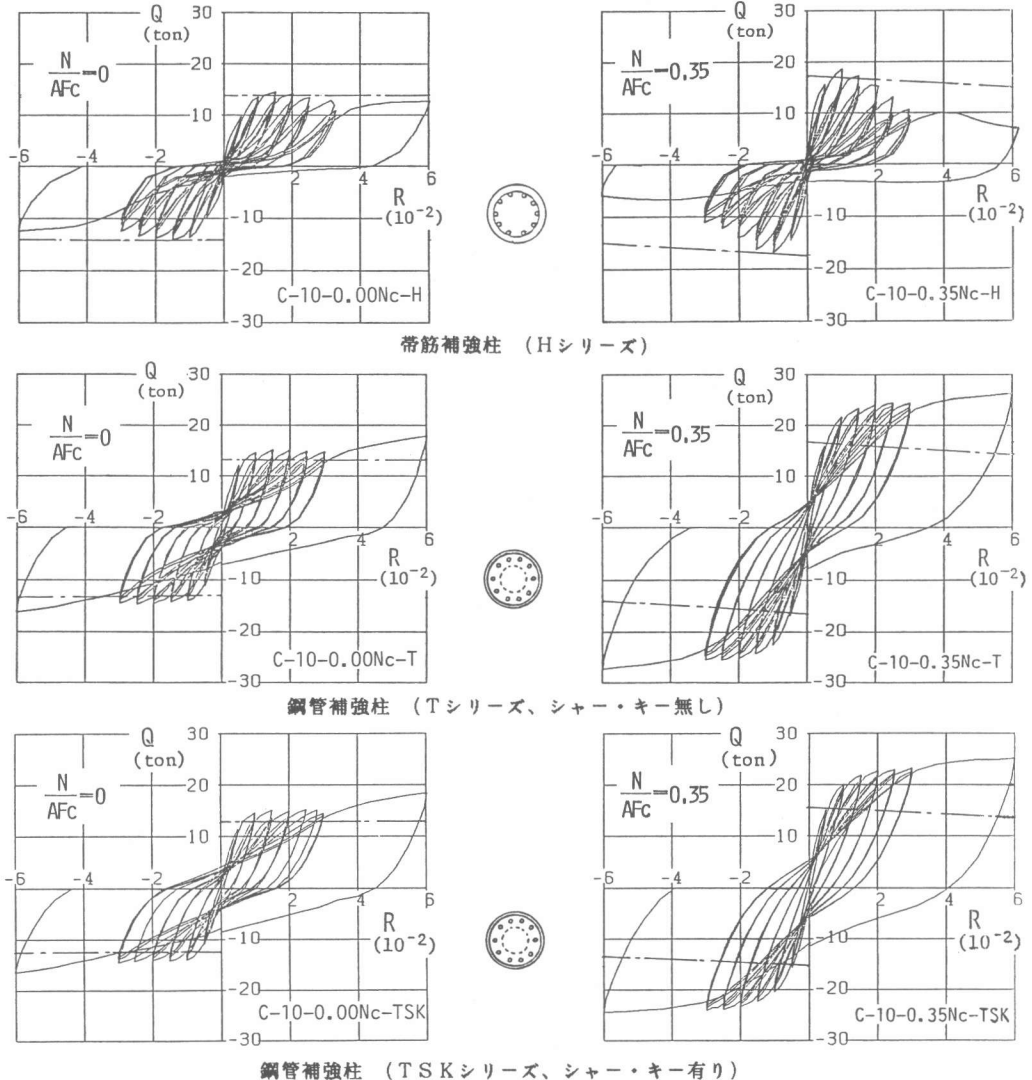 Q
(ton)
30
20
10
N/AFc=0
-6
-4
-2
2
4
6
R
(10⁻²)
-10
-20
-30
C-10-0.00Nc-H
Q
(ton)
30
20
10
N/AFc=0.35
-6
-4
-2
2
4
6
R
(10⁻²)
-10
-20
-30
C-10-0.35Nc-H
帯筋補強柱 (Hシリーズ)
Q
(ton)
30
20
10
N/AFc=0
-6
-4
-2
2
4
6
R
(10⁻²)
-10
-20
-30
C-10-0.00Nc-T
Q
(ton)
30
20
10
N/AFc=0.35
-6
-4
-2
2
4
6
R
(10⁻²)
-10
-20
-30
C-10-0.35Nc-T
鋼管補強柱 (Tシリーズ、シャー・キー無し)
Q
(ton)
30
20
10
N/AFc=0
-6
-4
-2
2
4
6
R
(10⁻²)
-10
-20
-30
C-10-0.00Nc-TSK
Q
(ton)
30
20
10
N/AFc=0.35
-6
-4
-2
2
4
6
R
(10⁻²)
-10
-20
-30
C-10-0.35Nc-TSK
鋼管補強柱 (TSKシリーズ、シャー・キー有り)